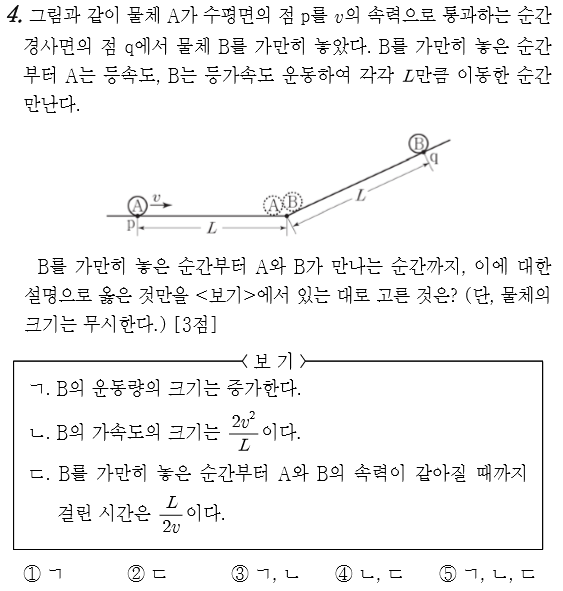 4. 그림과 같이 물체 A가 수평면의 점 p를 v의 속력으로 통과하는 순간
경사면의 점 q에서 물체 B를 가만히 놓았다. B를 가만히 놓은 순간
부터 A는 등속도, B는 등가속도 운동하여 각각 L만큼 이동한 순간
만난다.
B
q
A v A B L
p L
B를 가만히 놓은 순간부터 A와 B가 만나는 순간까지, 이에 대한
설명으로 옳은 것만을 <보기>에서 있는 대로 고른 것은? (단, 물체의
크기는 무시한다.) [3점]
<보 기>
ㄱ. B의 운동량의 크기는 증가한다.
ㄴ. B의 가속도의 크기는 2v²/L이다.
ㄷ. B를 가만히 놓은 순간부터 A와 B의 속력이 같아질 때까지
걸린 시간은 L/2v이다.
① ㄱ ② ㄷ ③ ㄱ, ㄴ ④ ㄴ, ㄷ ⑤ ㄱ, ㄴ, ㄷ